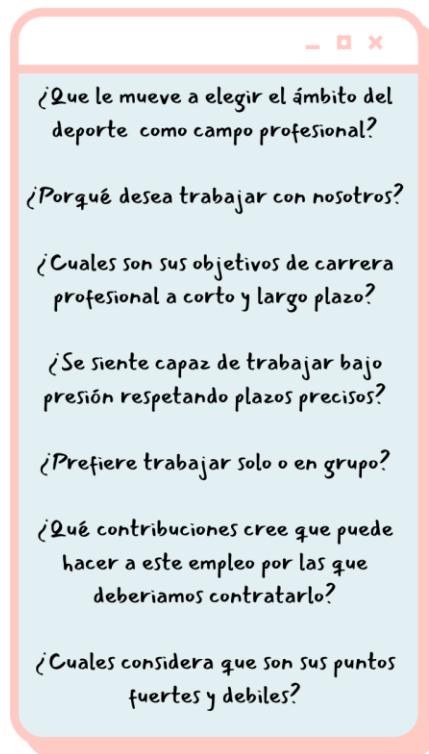 ¿Que le mueve a elegir el ámbito del
deporte como campo profesional?
¿Porqué desea trabajar con nosotros?
¿Cuales son sus objetivos de carrera
profesional a corto y largo plazo?
¿Se siente capaz de trabajar bajo
presión respetando plazos precisos?
¿Prefiere trabajar solo o en grupo?
¿Qué contribuciones cree que puede
hacer a este empleo por las que
deberiamos contratarlo?
¿Cuales considera que son sus puntos
fuertes y debiles?